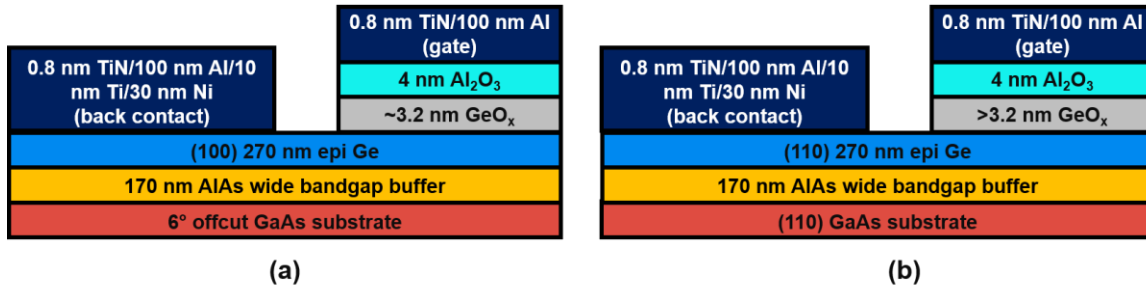 0.8 nm TiN/100 nm Al/10
nm Ti/30 nm Ni
(back contact)
0.8 nm TiN/100 nm Al
(gate)
4 nm Al₂O₃
~3.2 nm GeOₓ
(100) 270 nm epi Ge
170 nm AlAs wide bandgap buffer
6° offcut GaAs substrate
(a)
0.8 nm TiN/100 nm Al/10
nm Ti/30 nm Ni
(back contact)
0.8 nm TiN/100 nm Al
(gate)
4 nm Al₂O₃
>3.2 nm GeOₓ
(110) 270 nm epi Ge
170 nm AlAs wide bandgap buffer
(110) GaAs substrate
(b)